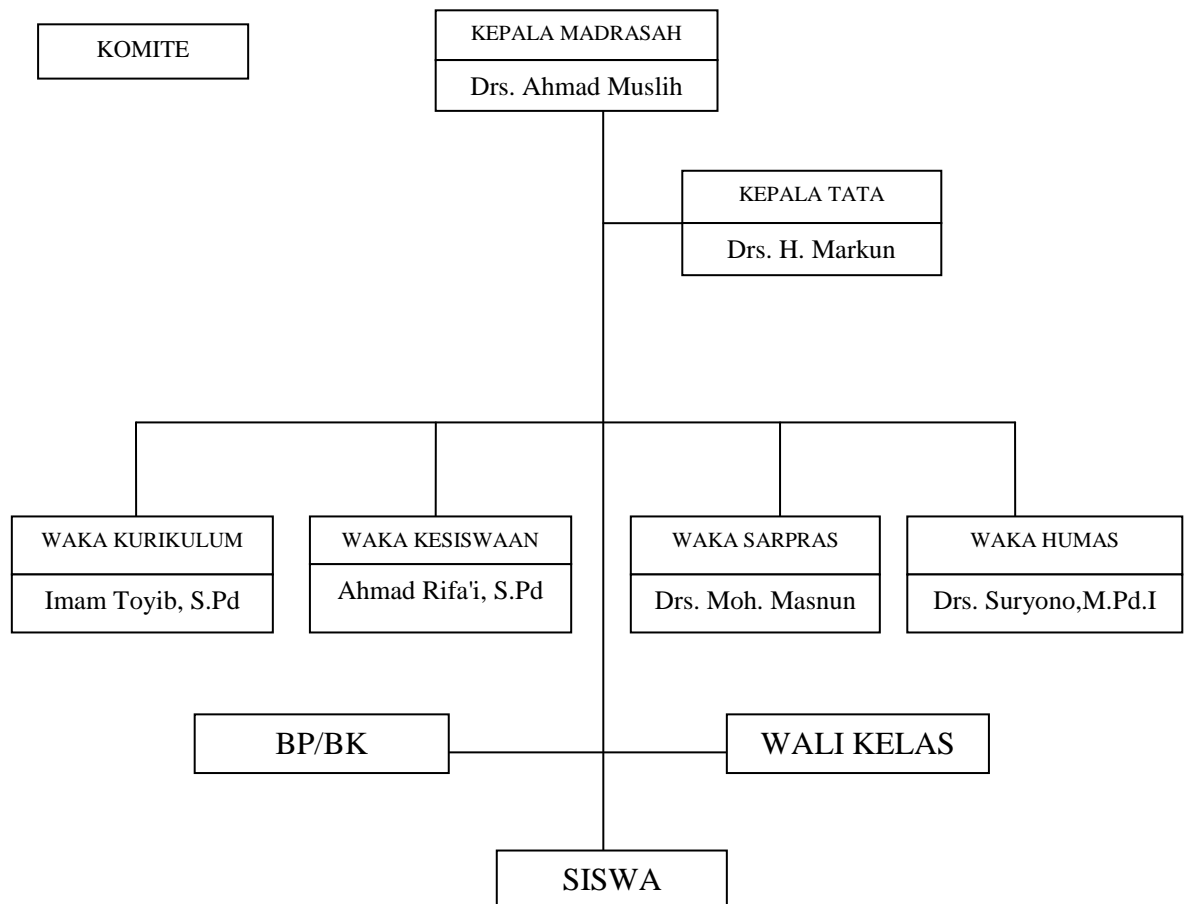 KOMITE
KEPALA MADRASAH
Drs. Ahmad Muslih
KEPALA TATA
Drs. H. Markun
WAKA KURIKULUM
Imam Toyib, S.Pd
WAKA KESISWAAN
Ahmad Rifa'i, S.Pd
WAKA SARPRAS
Drs. Moh. Masnun
WAKA HUMAS
Drs. Suryono,M.Pd.I
BP/BK
WALI KELAS
SISWA